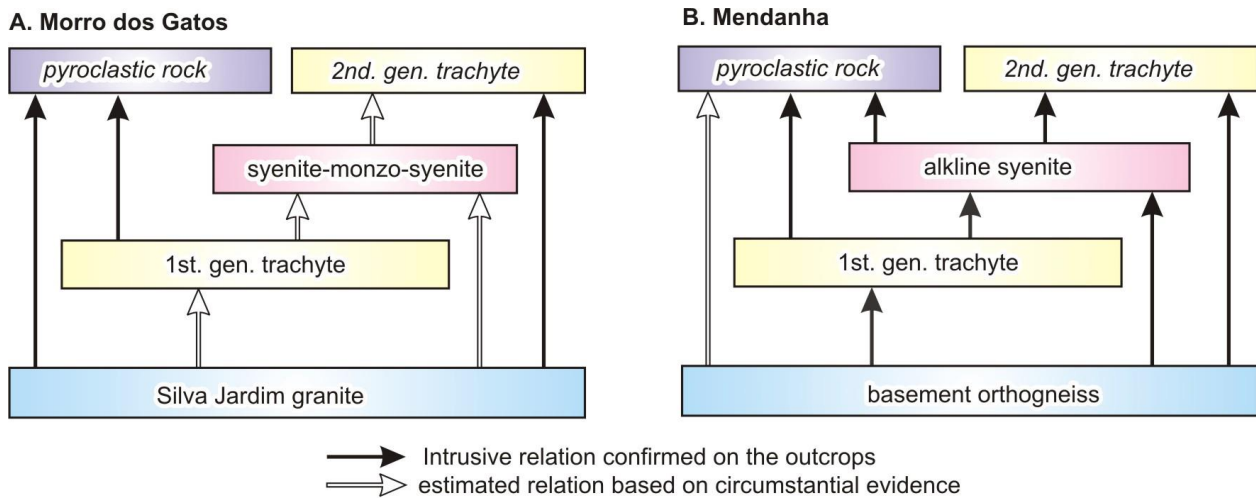 A. Morro dos Gatos
pyroclastic rock
2nd. gen. trachyte
syenite-monzo-syenite
1st. gen. trachyte
Silva Jardim granite
B. Mendanha
pyroclastic rock
2nd. gen. trachyte
alkline syenite
1st. gen. trachyte
basement orthogneiss
Intrusive relation confirmed on the outcrops
estimated relation based on circumstantial evidence